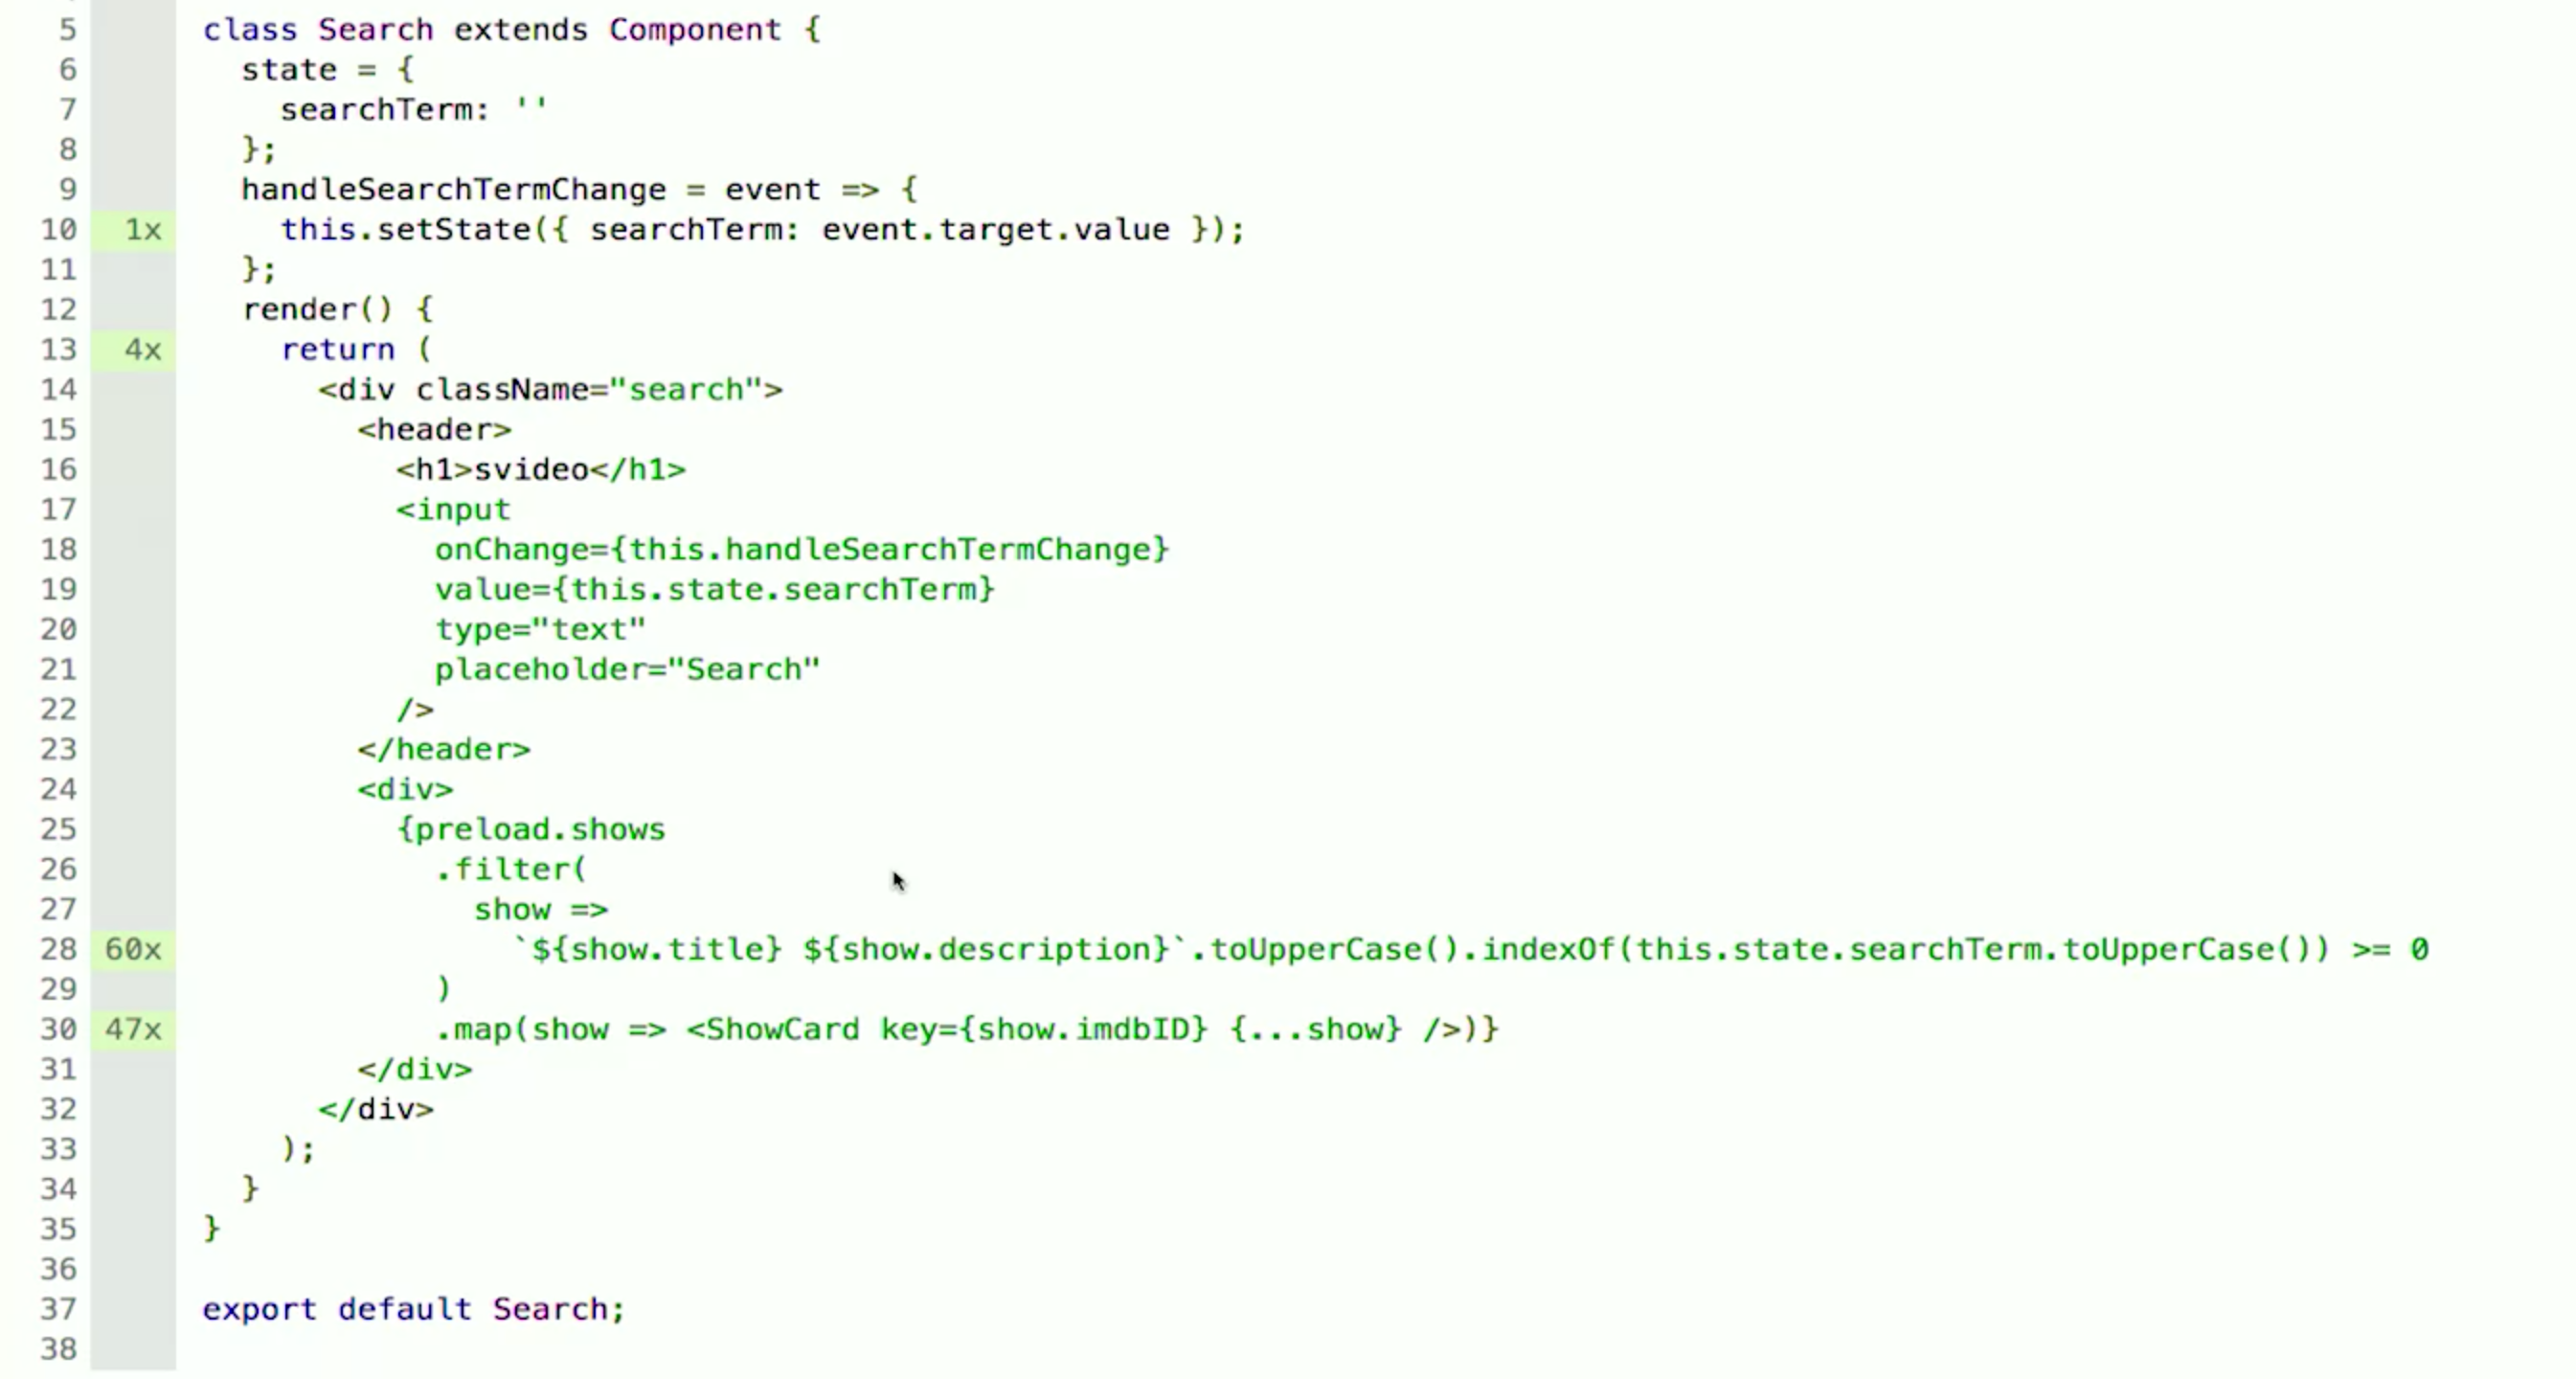 5 class Search extends Component {
6 state = {
7 searchTerm: ''
8 };
9 handleSearchTermChange = event => {
10 1x this.setState({ searchTerm: event.target.value });
11 };
12 render() {
13 4x return (
14 <div className="search">
15 <header>
16 <h1>svideo</h1>
17 <input
18 onChange={this.handleSearchTermChange}
19 value={this.state.searchTerm}
20 type="text"
21 placeholder="Search"
22 />
23 </header>
24 <div>
25 {preload.shows
26 .filter(
27 show =>
28 60x `${show.title} ${show.description}`.toUpperCase().indexOf(this.state.searchTerm.toUpperCase()) >= 0
29 )
30 47x .map(show => <ShowCard key={show.imdbID} {...show} />)}
31 </div>
32 </div>
33 );
34 }
35 }
36
37 export default Search;
38